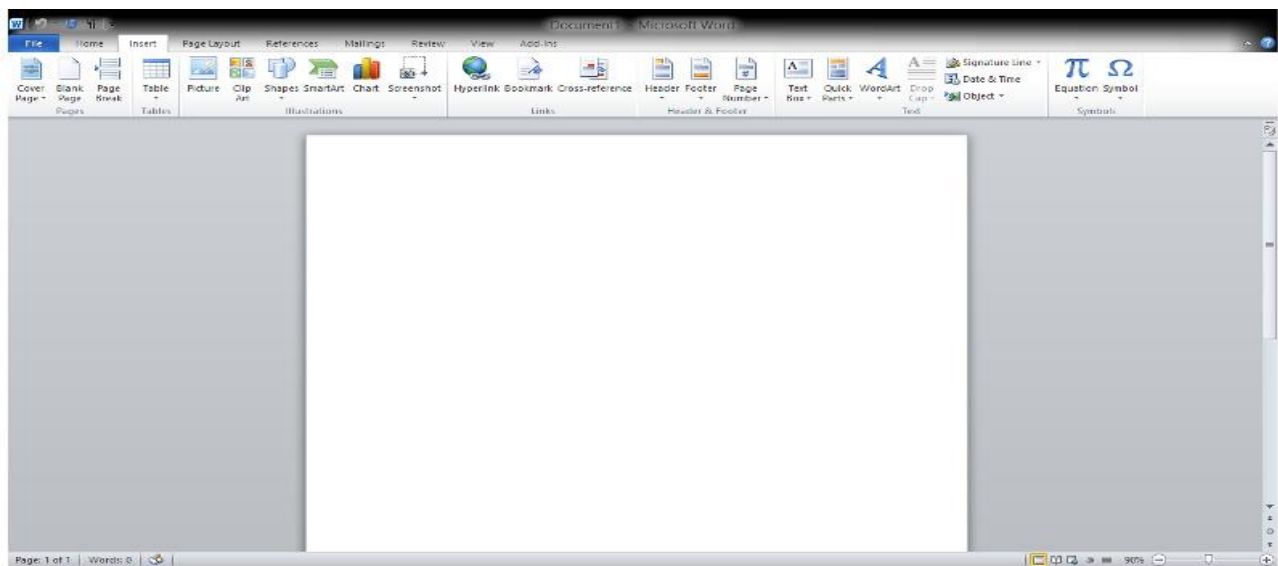 Document1 - Microsoft Word
File Home Insert Page Layout References Mailings Review View Add-Ins
Cover Page Blank Page Page Break Table Picture Clip Art Shapes SmartArt Chart Screenshot Hyperlink Bookmark Cross-reference Header Footer Page Number Text Box Quick Parts WordArt Drop Cap Signature Line Date & Time Object Equation Symbol
Pages Tables Illustrations Links Header & Footer Text Symbols
Page: 1 of 1 Words: 0 90%